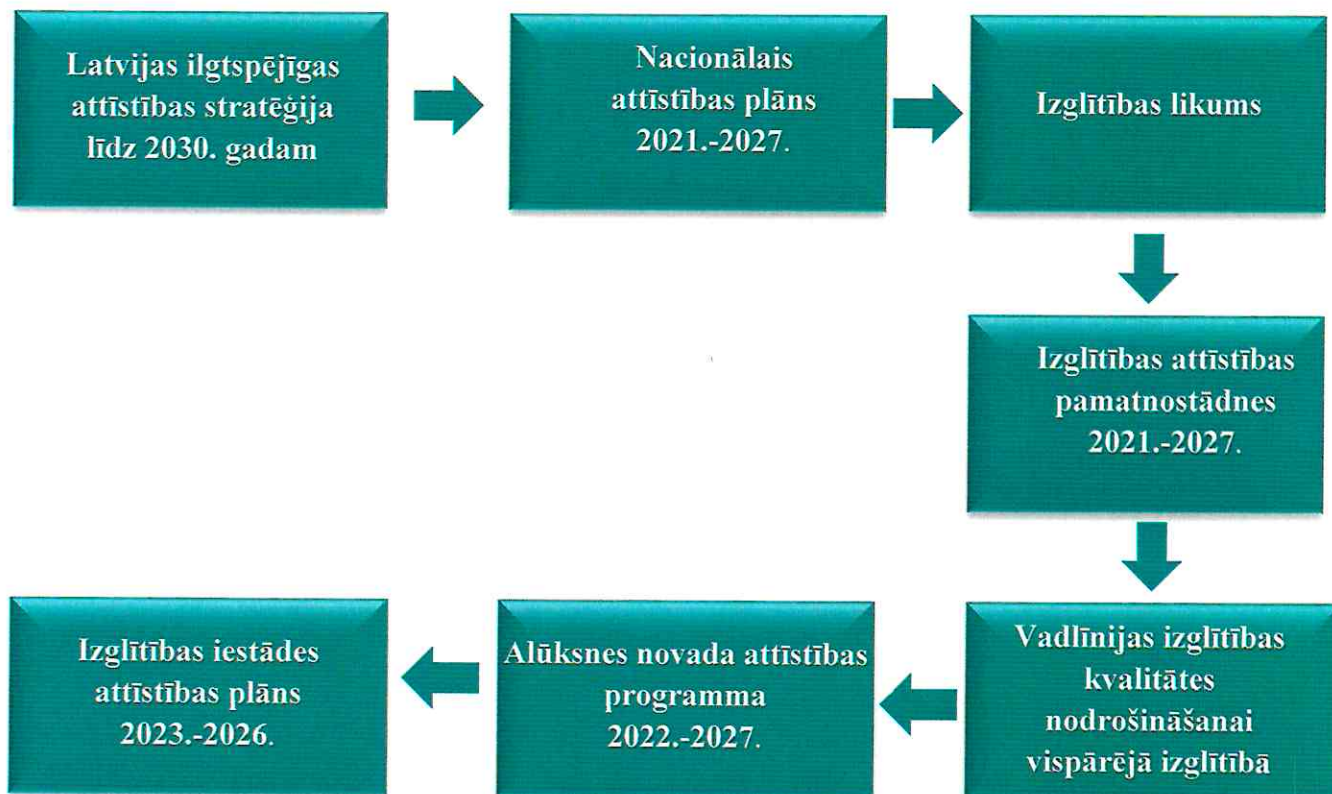 Latvijas ilgtspējīgas
attīstības stratēģija
līdz 2030. gadam
Nacionālais
attīstības plāns
2021.-2027.
Izglītības likums
Izglītības attīstības
pamatnostādnes
2021.-2027.
Vadlīnijas izglītības
kvalitātes
nodrošināšanai
vispārējā izglītībā
Alūksnes novada attīstības
programma
2022.-2027.
Izglītības iestādes
attīstības plāns
2023.-2026.